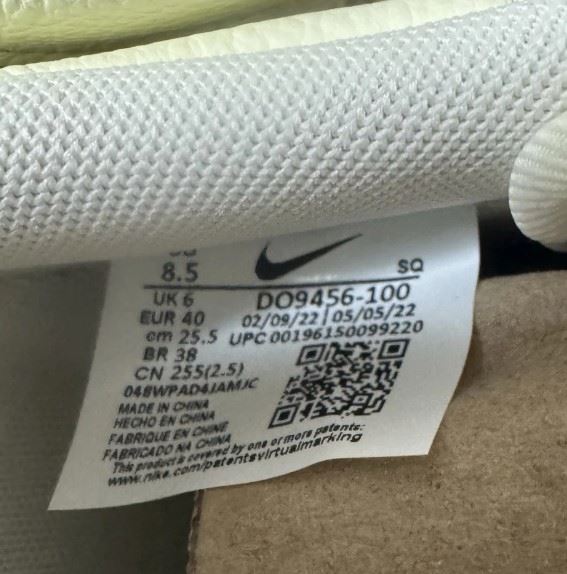 8.5
SQ
UK 6
DO9456-100
EUR 40
02/09/22 | 05/05/22
cm 25.5
UPC 00196150099220
BR 38
CN 255(2.5)
048WPAD4JAMJC
MADE IN CHINA
HECHO EN CHINA
FABRIQUE EN CHINE
FABRICADO NA CHINA
This product is covered by one or more patents:
www.nike.com/patentsvirtualmarking